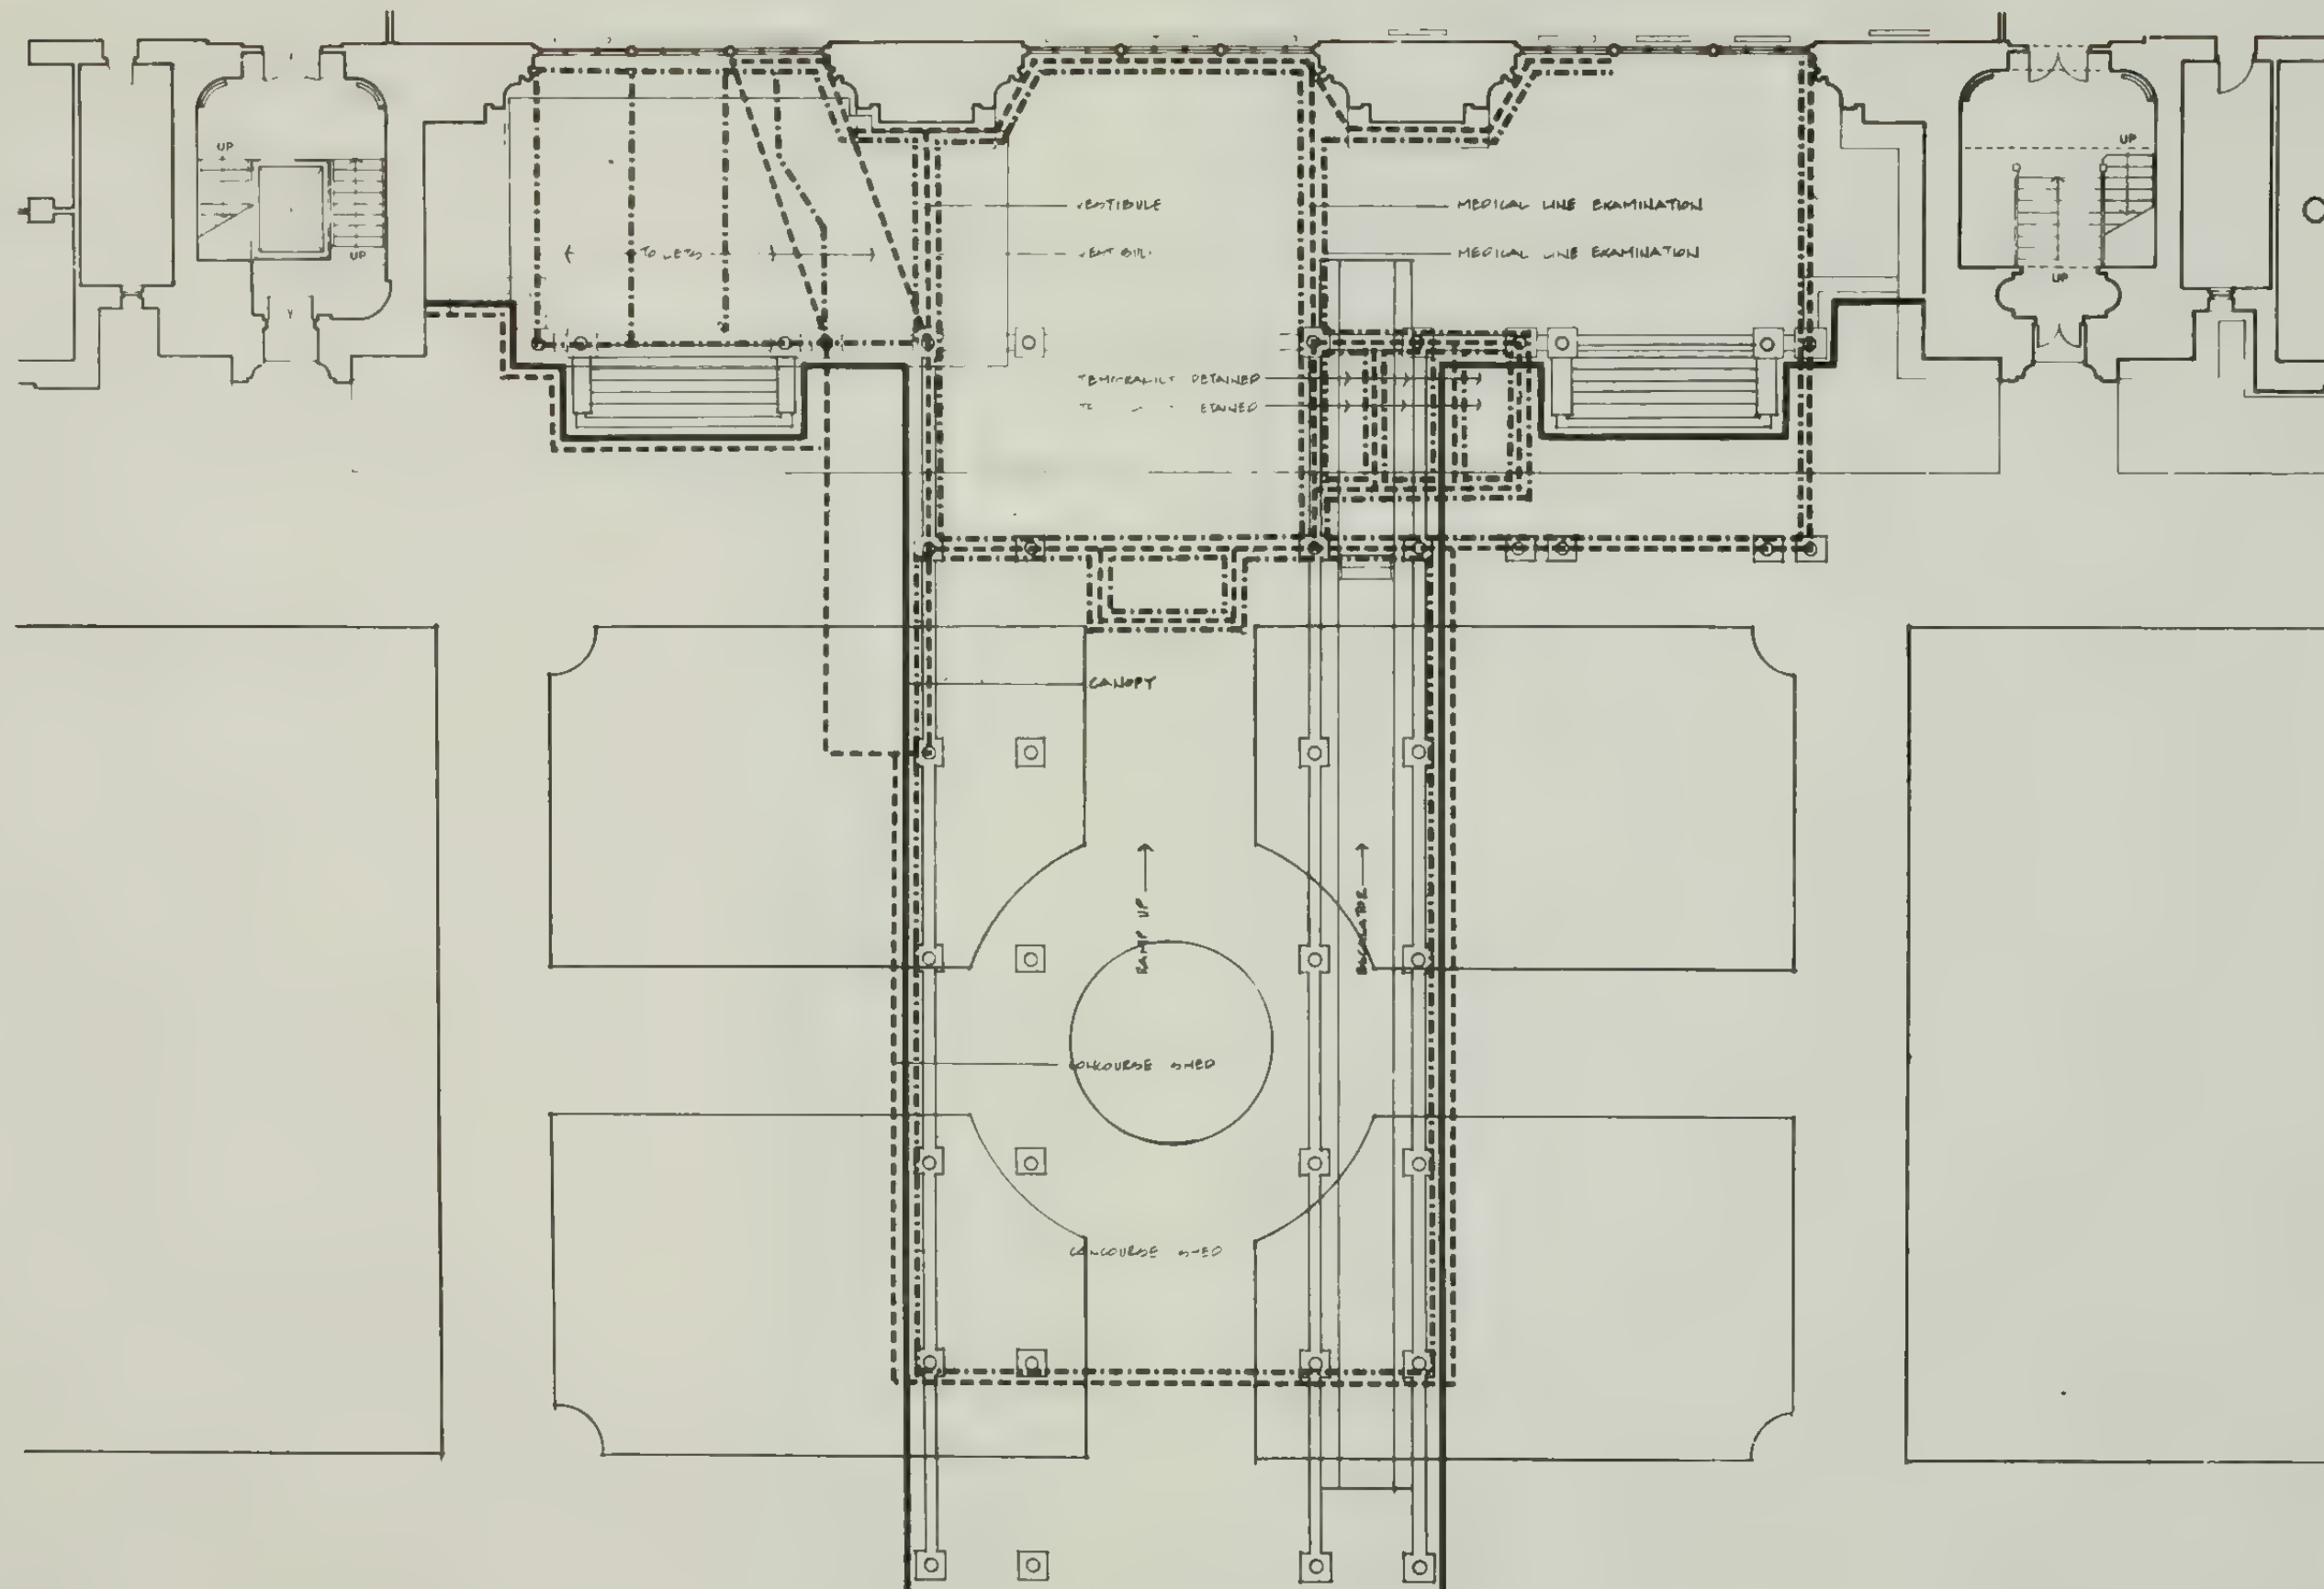 UP
UP
UP
UP
VESTIBULE
MEDICAL LINE EXAMINATION
MEDICAL LINE EXAMINATION
TEMPORARILY DETAINED
CANOPY
RAMP UP
ESCALATOR
CONCOURSE SHED
CONCOURSE SHED